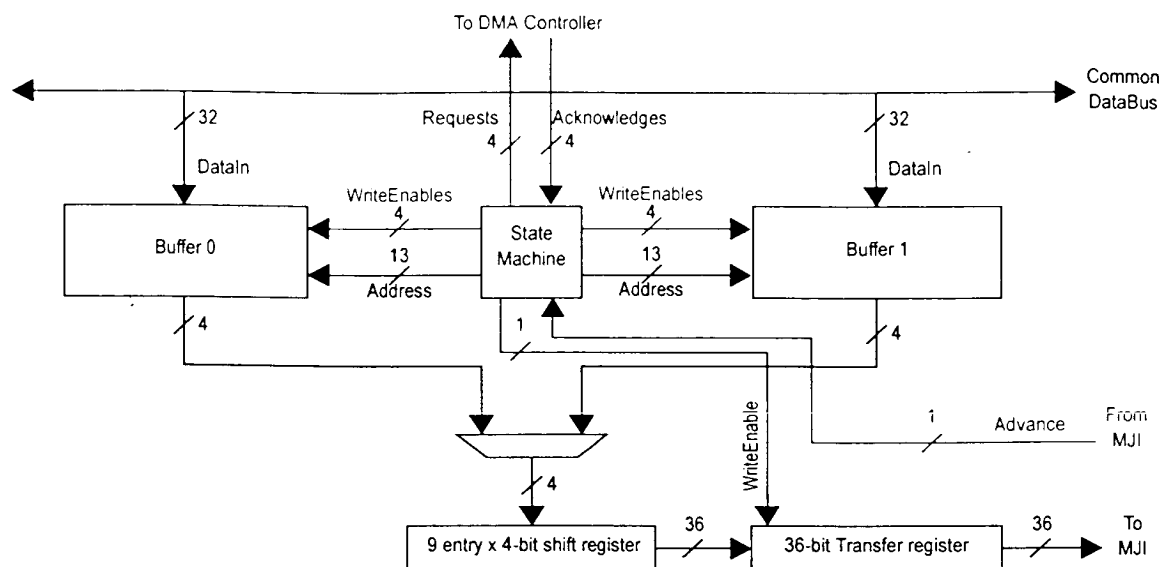 To DMA Controller
Common
DataBus
32
Requests
Acknowledges
32
4
4
DataIn
DataIn
WriteEnables
WriteEnables
4
4
Buffer 0
State
Machine
Buffer 1
13
13
Address
Address
4
1
4
WriteEnable
1
Advance
From
MJI
4
9 entry x 4-bit shift register
36
36-bit Transfer register
36
To
MJI